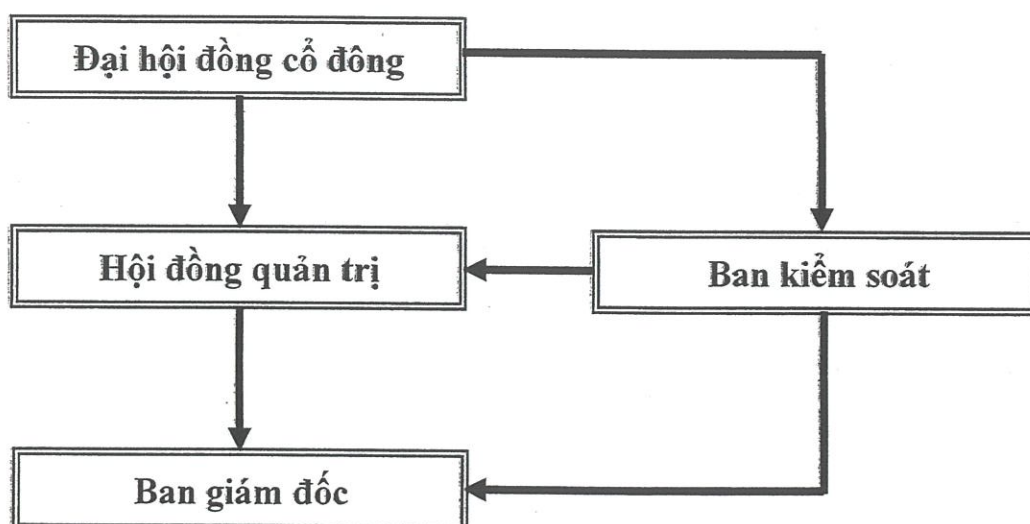 Đại hội đồng cổ đông
Hội đồng quản trị
Ban kiểm soát
Ban giám đốc